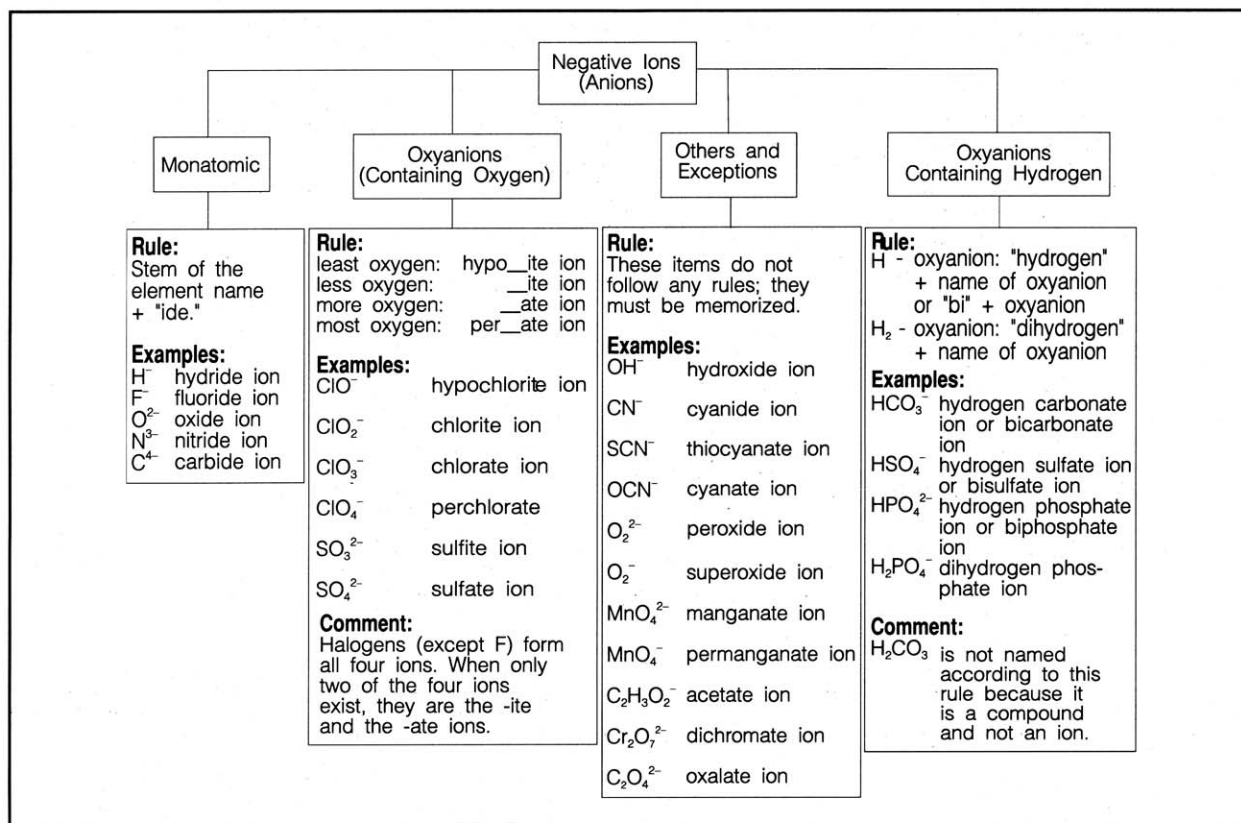 Negative Ions
(Anions)
Monatomic
Rule:
Stem of the
element name
+ "ide."
Examples:
H⁻ hydride ion
F⁻ fluoride ion
O²⁻ oxide ion
N³⁻ nitride ion
C⁴⁻ carbide ion
Oxyanions
(Containing Oxygen)
Rule:
least oxygen: hypo__ite ion
less oxygen: __ite ion
more oxygen: __ate ion
most oxygen: per__ate ion
Examples:
ClO⁻ hypochlorite ion
ClO₂⁻ chlorite ion
ClO₃⁻ chlorate ion
ClO₄⁻ perchlorate
SO₃²⁻ sulfite ion
SO₄²⁻ sulfate ion
Comment:
Halogens (except F) form
all four ions. When only
two of the four ions
exist, they are the -ite
and the -ate ions.
Others and
Exceptions
Rule:
These items do not
follow any rules; they
must be memorized.
Examples:
OH⁻ hydroxide ion
CN⁻ cyanide ion
SCN⁻ thiocyanate ion
OCN⁻ cyanate ion
O₂²⁻ peroxide ion
O₂⁻ superoxide ion
MnO₄²⁻ manganate ion
MnO₄⁻ permanganate ion
C₂H₃O₂⁻ acetate ion
Cr₂O₇²⁻ dichromate ion
C₂O₄²⁻ oxalate ion
Oxyanions
Containing Hydrogen
Rule:
H - oxyanion: "hydrogen"
+ name of oxyanion
or "bi" + oxyanion
H₂ - oxyanion: "dihydrogen"
+ name of oxyanion
Examples:
HCO₃⁻ hydrogen carbonate
ion or bicarbonate
ion
HSO₄⁻ hydrogen sulfate ion
or bisulfate ion
HPO₄²⁻ hydrogen phosphate
ion or biphosphate
ion
H₂PO₄⁻ dihydrogen phos-
phate ion
Comment:
H₂CO₃ is not named
according to this
rule because it
is a compound
and not an ion.